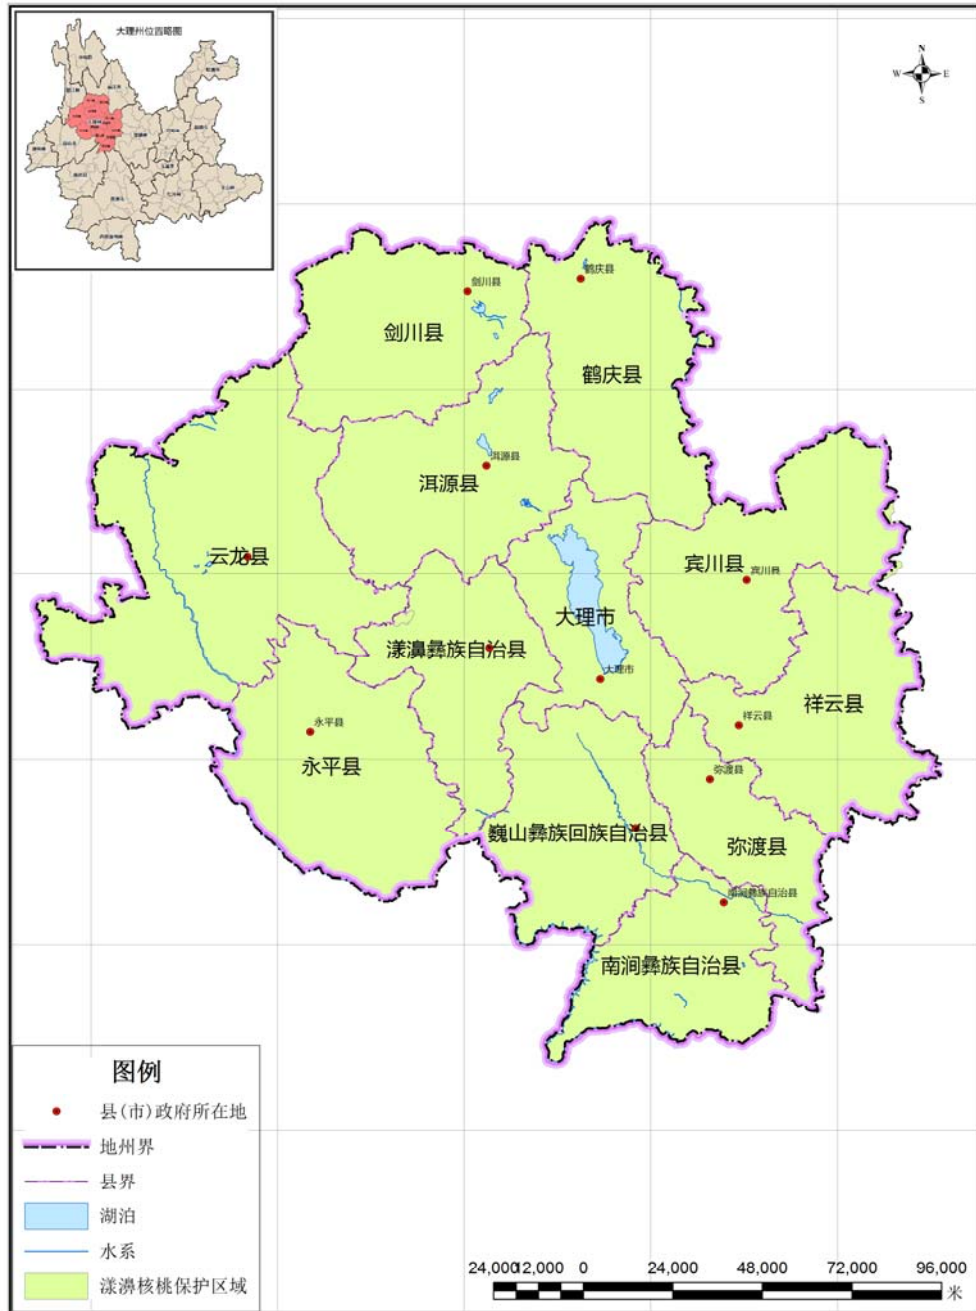 大理州位置略图
N
W
E
S
剑川县
鹤庆县
剑川县
鹤庆县
洱源县
洱源县
云龙县
宾川县
宾川县
大理市
漾濞彝族自治县
大理市
祥云县
祥云县
永平县
永平县
弥渡县
巍山彝族回族自治县
弥渡县
南涧彝族自治县
南涧彝族自治县
图例
县(市)政府所在地
地州界
县界
湖泊
水系
漾濞核桃保护区域
24,000 12,000 0 24,000 48,000 72,000 96,000
米